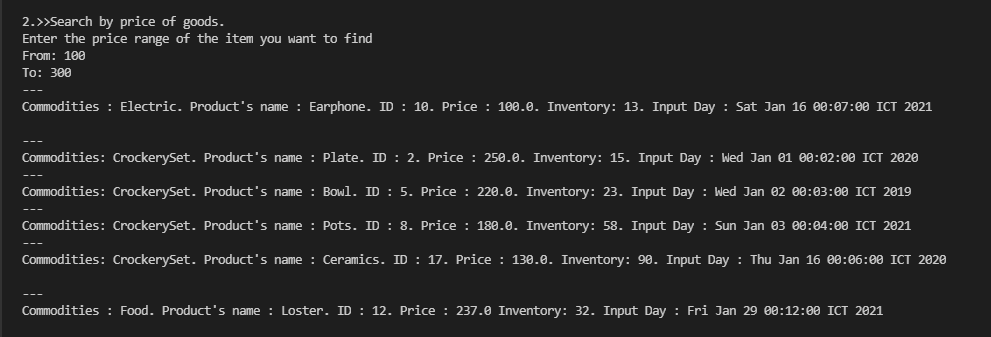 2.>>Search by price of goods.
Enter the price range of the item you want to find
From: 100
To: 300
---
Commodities : Electric. Product's name : Earphone. ID : 10. Price : 100.0. Inventory: 13. Input Day : Sat Jan 16 00:07:00 ICT 2021
---
Commodities: CrockerySet. Product's name : Plate. ID : 2. Price : 250.0. Inventory: 15. Input Day : Wed Jan 01 00:02:00 ICT 2020
---
Commodities: CrockerySet. Product's name : Bowl. ID : 5. Price : 220.0. Inventory: 23. Input Day : Wed Jan 02 00:03:00 ICT 2019
---
Commodities: CrockerySet. Product's name : Pots. ID : 8. Price : 180.0. Inventory: 58. Input Day : Sun Jan 03 00:04:00 ICT 2021
---
Commodities: CrockerySet. Product's name : Ceramics. ID : 17. Price : 130.0. Inventory: 90. Input Day : Thu Jan 16 00:06:00 ICT 2020
---
Commodities : Food. Product's name : Loster. ID : 12. Price : 237.0 Inventory: 32. Input Day : Fri Jan 29 00:12:00 ICT 2021